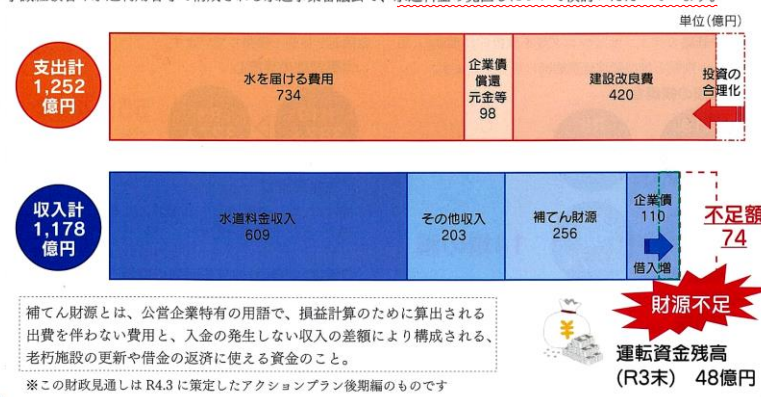 単位(億円)
支出計
1,252
億円
水を届ける費用
734
企業債
償還
元金等
98
建設改良費
420
投資の
合理化
収入計
1,178
億円
水道料金収入
609
その他収入
203
補てん財源
256
企業債
110
借入増
不足額
74
財源不足
補てん財源とは、公営企業特有の用語で、損益計算のために算出される
出費を伴わない費用と、入金の発生しない収入の差額により構成される、
老朽施設の更新や借金の返済に使える資金のこと。
¥
運転資金残高
(R3末) 48億円
※この財政見通しは R4.3 に策定したアクションプラン後期編のものです